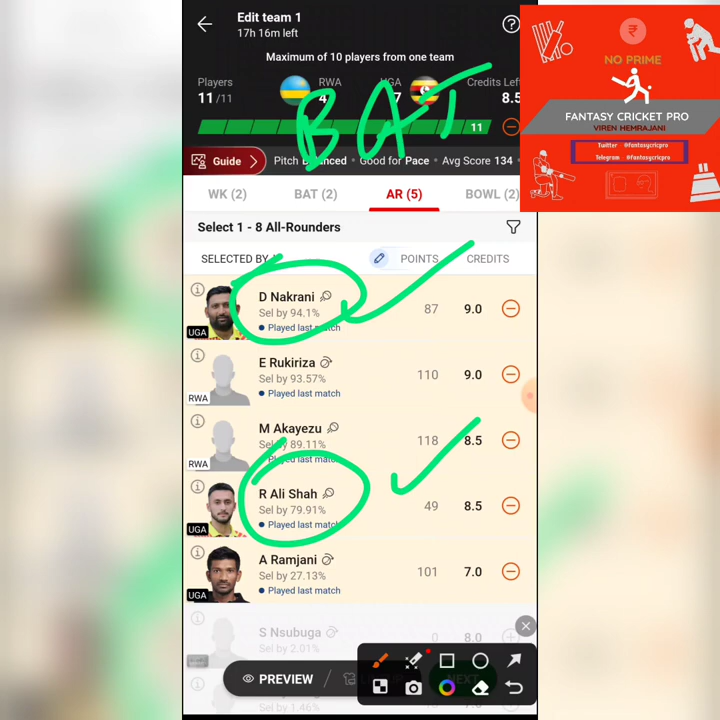 Edit team 1
17h 16m left
Maximum of 10 players from one team
Players
11/11
RWA
4
UGA
7
Credits Left
8.5
11
BAT
Guide
Pitch Balanced • Good for Pace • Avg Score 134
WK (2)
BAT (2)
AR (5)
BOWL (2)
Select 1 - 8 All-Rounders
SELECTED BY
POINTS
CREDITS
D Nakrani
Sel by 94.1%
Played last match
UGA
87
9.0
E Rukiriza
Sel by 93.57%
Played last match
RWA
110
9.0
M Akayezu
Sel by 89.11%
Played last match
RWA
118
8.5
R Ali Shah
Sel by 79.91%
Played last match
UGA
49
8.5
A Ramjani
Sel by 27.13%
Played last match
UGA
101
7.0
S Nsubuga
Sel by 2.01%
0
8.0
Sel by 1.46%
PREVIEW
NEXT
NO PRIME
FANTASY CRICKET PRO
VIREN HEMRAJANI
Twitter @fantasycricpro
Telegram @fantasycricpro